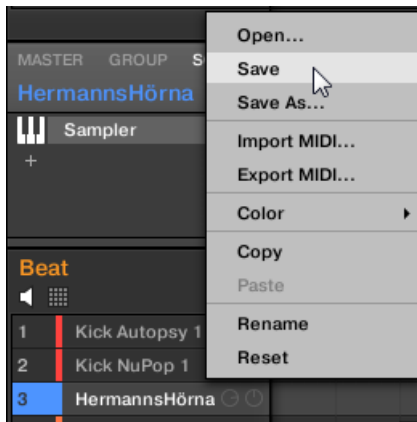 MASTER GROUP S
HermannsHörna
Sampler
+
Beat
1 Kick Autopsy 1
2 Kick NuPop 1
3 HermannsHörna
Open...
Save
Save As...
Import MIDI...
Export MIDI...
Color
Copy
Paste
Rename
Reset